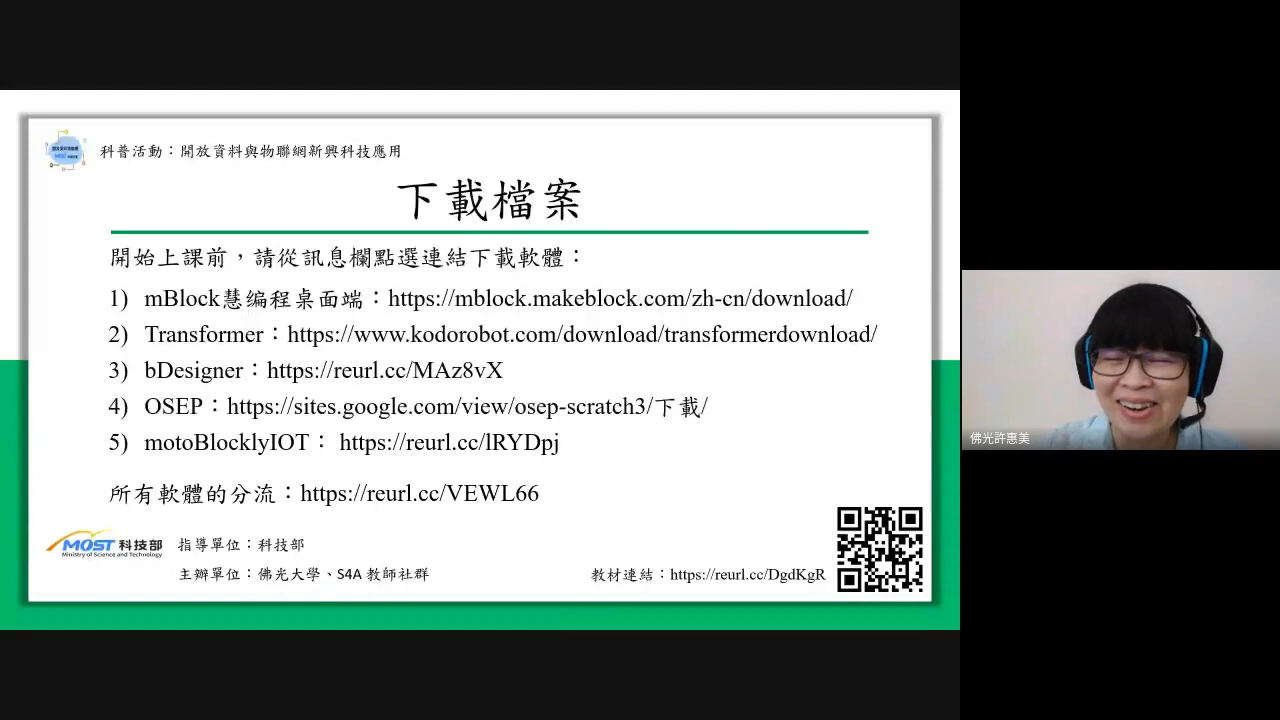 科普活動：開放資料與物聯網新興科技應用
下載檔案
開始上課前，請從訊息欄點選連結下載軟體：
1) mBlock慧编程桌面端：https://mblock.makeblock.com/zh-cn/download/
2) Transformer：https://www.kodorobot.com/download/transformerdownload/
3) bDesigner：https://reurl.cc/MAz8vX
4) OSEP：https://sites.google.com/view/osep-scratch3/下載/
5) motoBlocklyIOT： https://reurl.cc/lRYDpj
所有軟體的分流：https://reurl.cc/VEWL66
MOST 科技部
Ministry of Science and Technology
指導單位：科技部
主辦單位：佛光大學、S4A 教師社群
教材連結：https://reurl.cc/DgdKgR
佛光許惠美